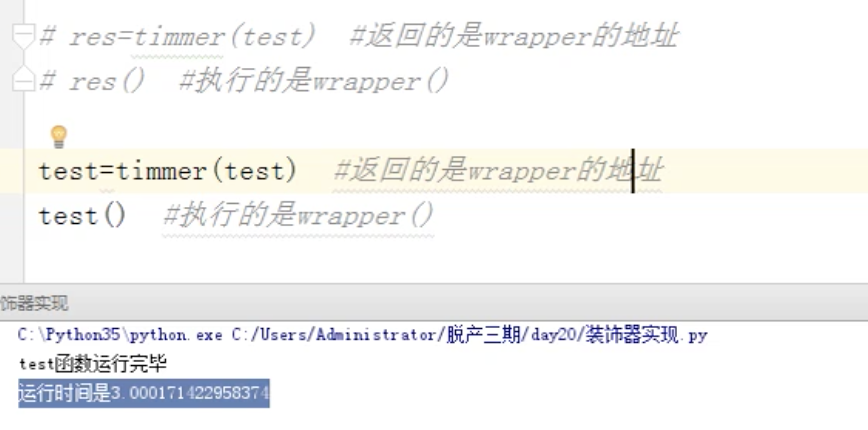 # res=timmer(test)  #返回的是wrapper的地址
# res()  #执行的是wrapper()
test=timmer(test)  #返回的是wrapper的地址
test()  #执行的是wrapper()
饰器实现
C:\Python35\python.exe C:/Users/Administrator/脱产三期/day20/装饰器实现.py
test函数运行完毕
运行时间是3.000171422958374